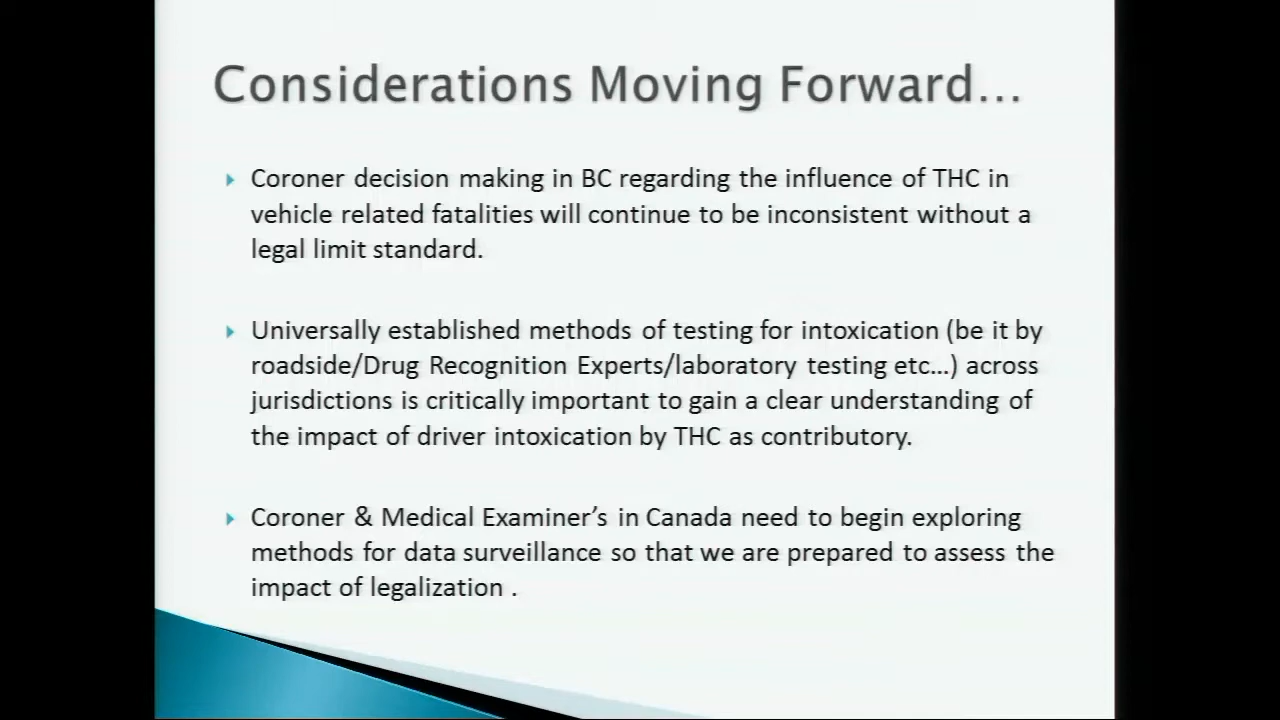 Considerations Moving Forward...
Coroner decision making in BC regarding the influence of THC in
vehicle related fatalities will continue to be inconsistent without a
legal limit standard.
Universally established methods of testing for intoxication (be it by
roadside/Drug Recognition Experts/laboratory testing etc...) across
jurisdictions is critically important to gain a clear understanding of
the impact of driver intoxication by THC as contributory.
Coroner & Medical Examiner’s in Canada need to begin exploring
methods for data surveillance so that we are prepared to assess the
impact of legalization .